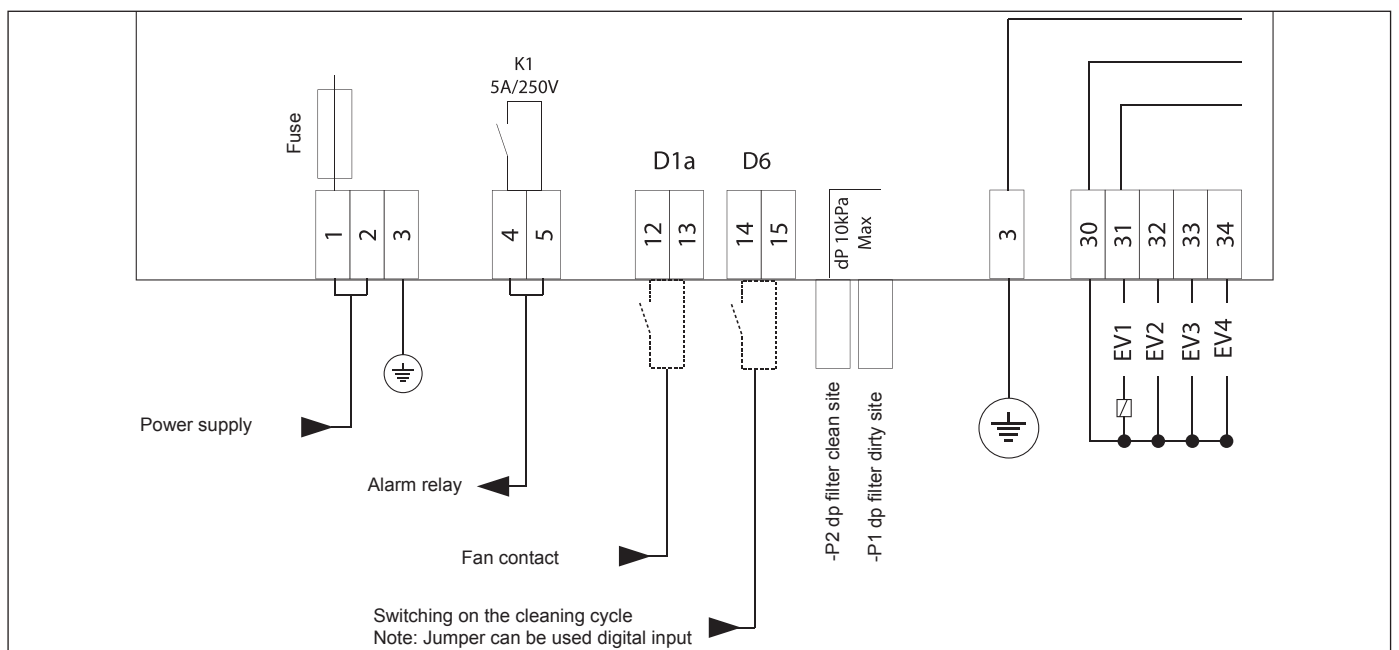 K1
5A/250V
Fuse
D1a
D6
dP 10kPa
Max
1
2
3
4
5
12
13
14
15
3
30
31
32
33
34
EV1
EV2
EV3
EV4
-P2 dp filter clean site
-P1 dp filter dirty site
Power supply
Alarm relay
Fan contact
Switching on the cleaning cycle
Note: Jumper can be used digital input